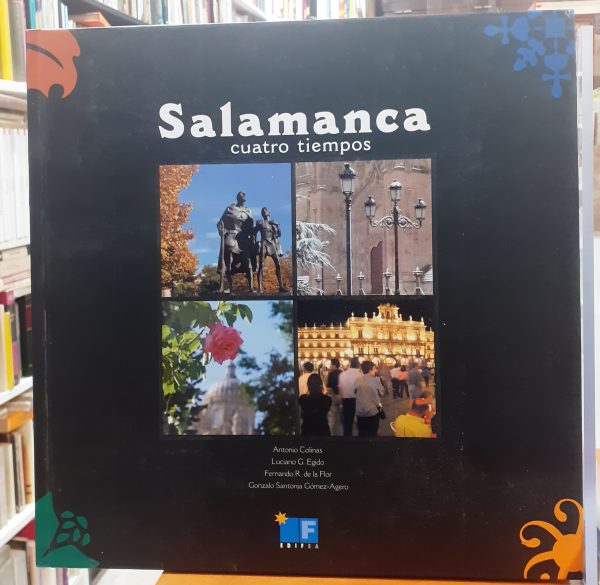 Salamanca
cuatro tiempos
Antonio Colinas
Luciano G. Egido
Fernando R. de la Flor
Gonzalo Santonja Gómez-Agero
F
EDIFSA